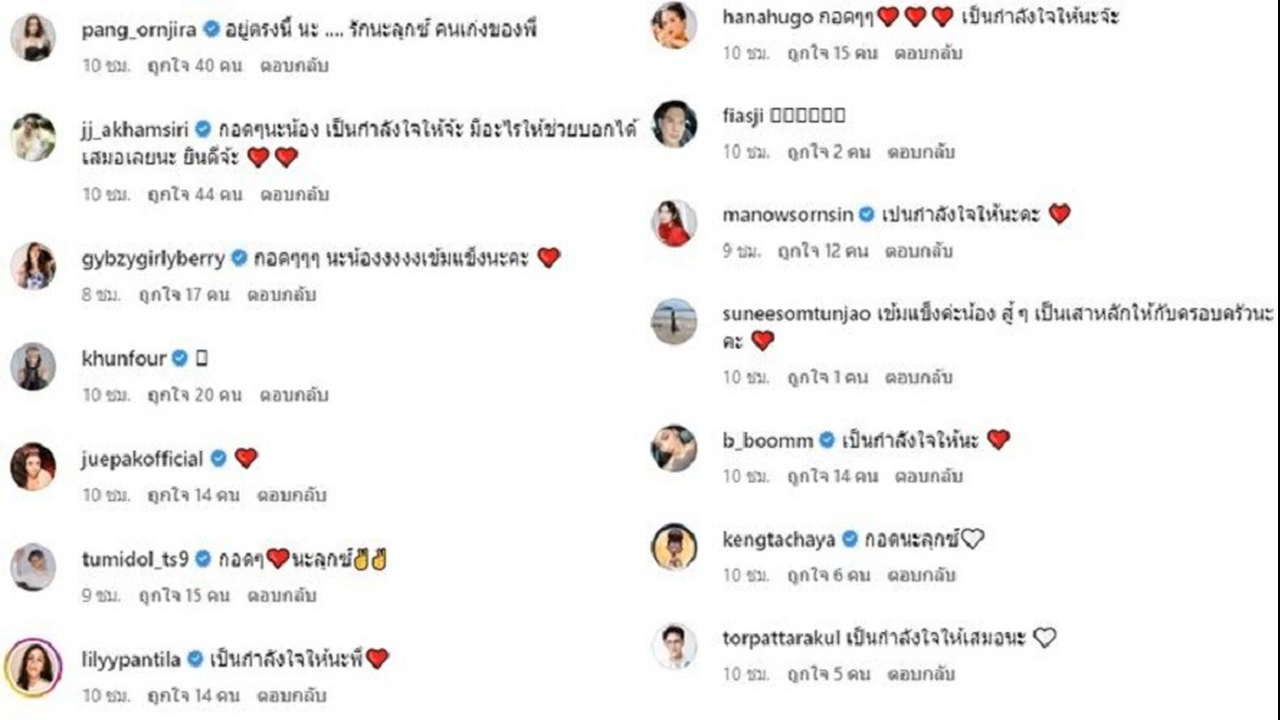 pang_ornjira อยู่ตรงนี้ นะ .... รักนะลุกซ์ คนเก่งของพี่
10 ชม. ถูกใจ 40 คน ตอบกลับ
jj_akhamsiri กอดๆนะน้อง เป็นกำลังใจให้จ้ะ มีอะไรให้ช่วยบอกได้
เสมอเลยนะ ยินดีจ้ะ ❤️❤️
10 ชม. ถูกใจ 44 คน ตอบกลับ
gybzygirlyberry กอดๆๆๆ นะน้องงงงงเข้มแข็งนะคะ ❤️
8 ชม. ถูกใจ 17 คน ตอบกลับ
khunfour
10 ชม. ถูกใจ 20 คน ตอบกลับ
juepakofficial ❤️
10 ชม. ถูกใจ 14 คน ตอบกลับ
tumidol_ts9 กอดๆ❤️นะลุกซ์✌️✌️
9 ชม. ถูกใจ 15 คน ตอบกลับ
lilyypantila เป็นกำลังใจให้นะพี่❤️
10 ชม. ถูกใจ 14 คน ตอบกลับ
hanahugo กอดๆๆ❤️❤️❤️ เป็นกำลังใจให้นะจ๊ะ
10 ชม. ถูกใจ 15 คน ตอบกลับ
fiasji
10 ชม. ถูกใจ 2 คน ตอบกลับ
manowsornsin เปนกำลังใจให้นะคะ ❤️
9 ชม. ถูกใจ 12 คน ตอบกลับ
suneesomtunjao เข้มแข็งค่ะน้อง สู้ ๆ เป็นเสาหลักให้กับครอบครัวนะ
คะ ❤️
10 ชม. ถูกใจ 1 คน ตอบกลับ
b_boomm เป็นกำลังใจให้นะ ❤️
10 ชม. ถูกใจ 14 คน ตอบกลับ
kengtachaya กอดนะลุกซ์🤍
10 ชม. ถูกใจ 6 คน ตอบกลับ
torpattarakul เป็นกำลังใจให้เสมอนะ 🤍
10 ชม. ถูกใจ 5 คน ตอบกลับ